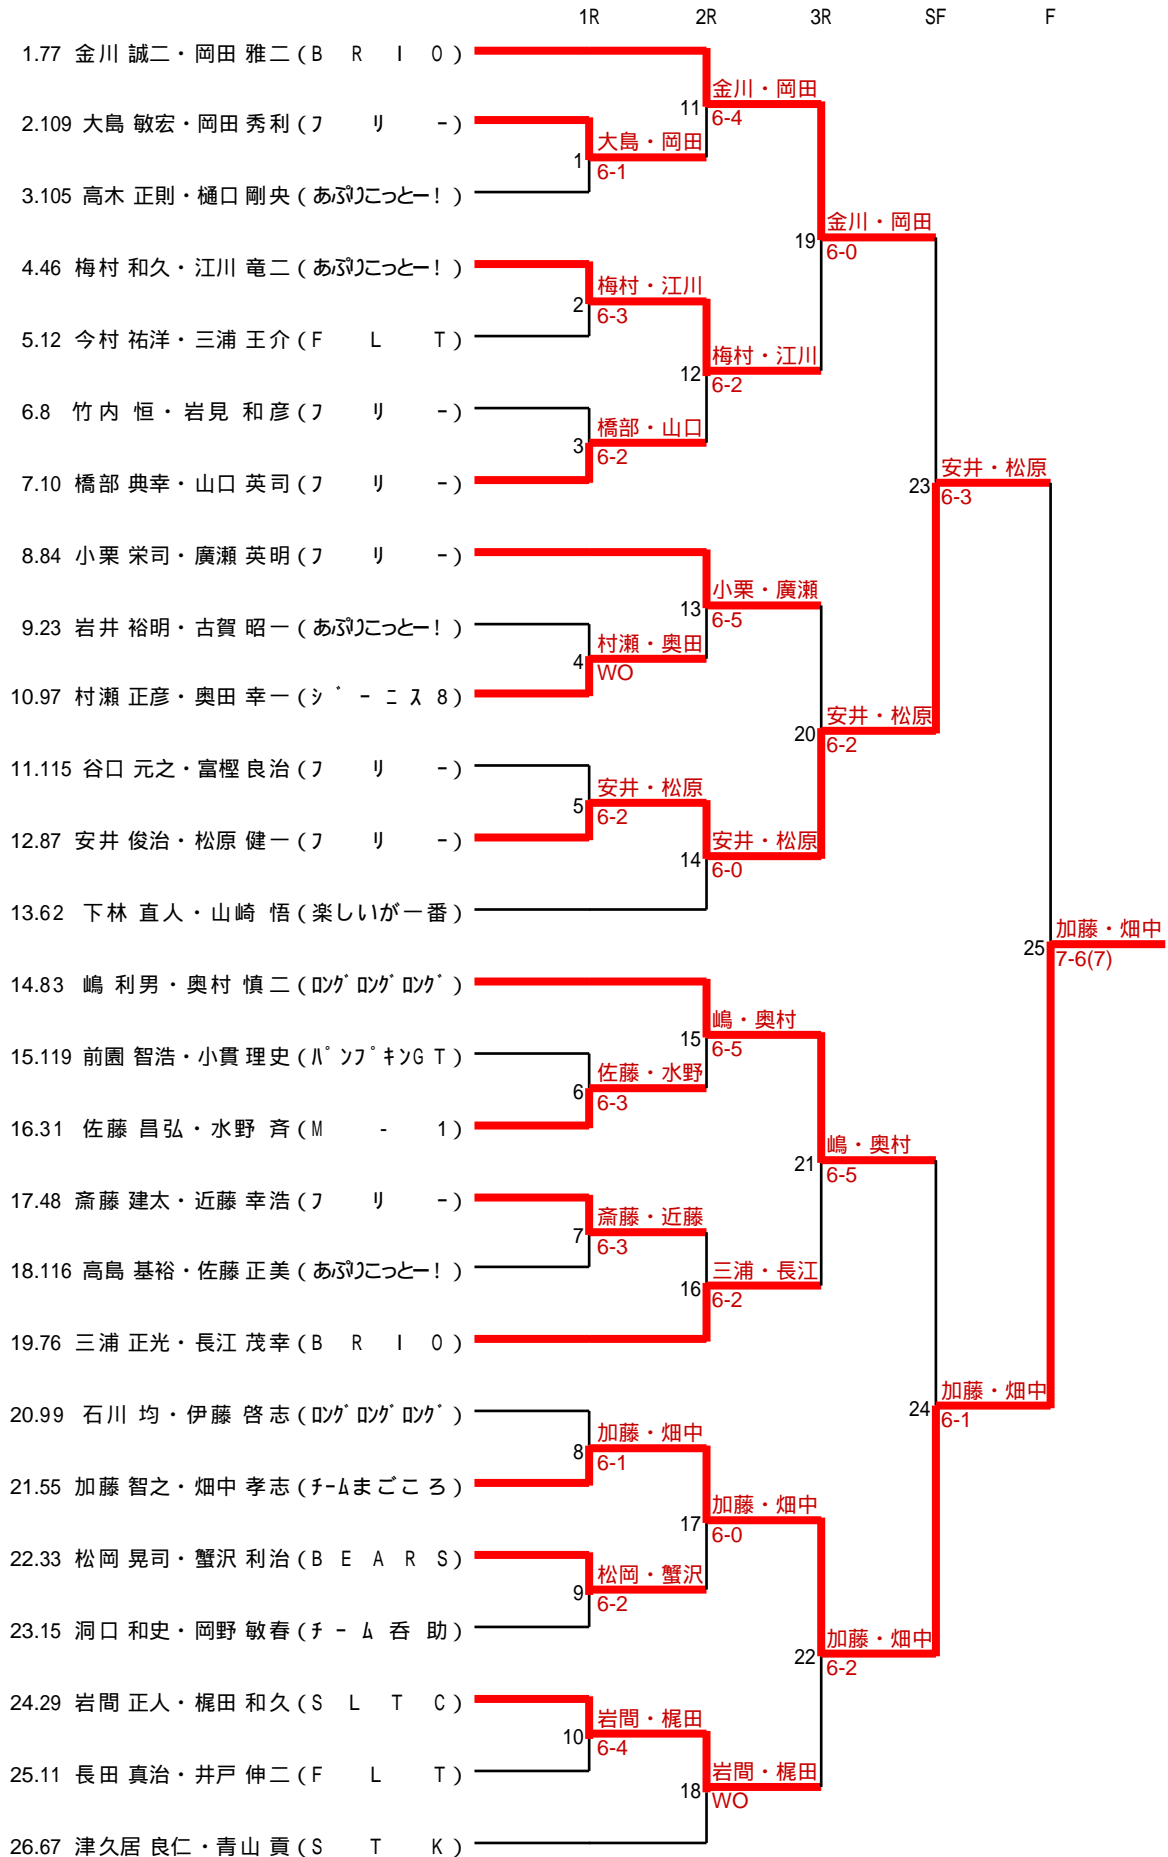 1R 2R 3R SF F
1.77 金川 誠二・岡田 雅二 (B R I O)
金川・岡田
11
6-4
2.109 大島 敏宏・岡田 秀利 (フ リ ー)
大島・岡田
1
6-1
3.105 高木 正則・樋口 剛央 (あぷりこっとー!)
金川・岡田
19
6-0
4.46 梅村 和久・江川 竜二 (あぷりこっとー!)
梅村・江川
2
6-3
5.12 今村 祐洋・三浦 王介 (F L T)
梅村・江川
12
6-2
6.8 竹内 恒・岩見 和彦 (フ リ ー)
橋部・山口
3
6-2
7.10 橋部 典幸・山口 英司 (フ リ ー)
安井・松原
23
6-3
8.84 小栗 栄司・廣瀬 英明 (フ リ ー)
小栗・廣瀬
13
6-5
9.23 岩井 裕明・古賀 昭一 (あぷりこっとー!)
村瀬・奥田
4
WO
10.97 村瀬 正彦・奥田 幸一 (ジーニス8)
安井・松原
20
6-2
11.115 谷口 元之・富樫 良治 (フ リ ー)
安井・松原
5
6-2
12.87 安井 俊治・松原 健一 (フ リ ー)
安井・松原
14
6-0
13.62 下林 直人・山崎 悟 (楽しいが一番)
加藤・畑中
25
7-6(7)
14.83 嶋 利男・奥村 慎二 (ロングロングロング)
嶋・奥村
15
6-5
15.119 前園 智浩・小貫 理史 (パンプキンGT)
佐藤・水野
6
6-3
16.31 佐藤 昌弘・水野 斉 (M - 1)
嶋・奥村
21
6-5
17.48 斎藤 建太・近藤 幸浩 (フ リ ー)
斎藤・近藤
7
6-3
18.116 高島 基裕・佐藤 正美 (あぷりこっとー!)
三浦・長江
16
6-2
19.76 三浦 正光・長江 茂幸 (B R I O)
加藤・畑中
24
6-1
20.99 石川 均・伊藤 啓志 (ロングロングロング)
加藤・畑中
8
6-1
21.55 加藤 智之・畑中 孝志 (チームまごころ)
加藤・畑中
17
6-0
22.33 松岡 晃司・蟹沢 利治 (B E A R S)
松岡・蟹沢
9
6-2
23.15 洞口 和史・岡野 敏春 (チーム呑助)
加藤・畑中
22
6-2
24.29 岩間 正人・梶田 和久 (S L T C)
岩間・梶田
10
6-4
25.11 長田 真治・井戸 伸二 (F L T)
岩間・梶田
18
WO
26.67 津久居 良仁・青山 貢 (S T K)